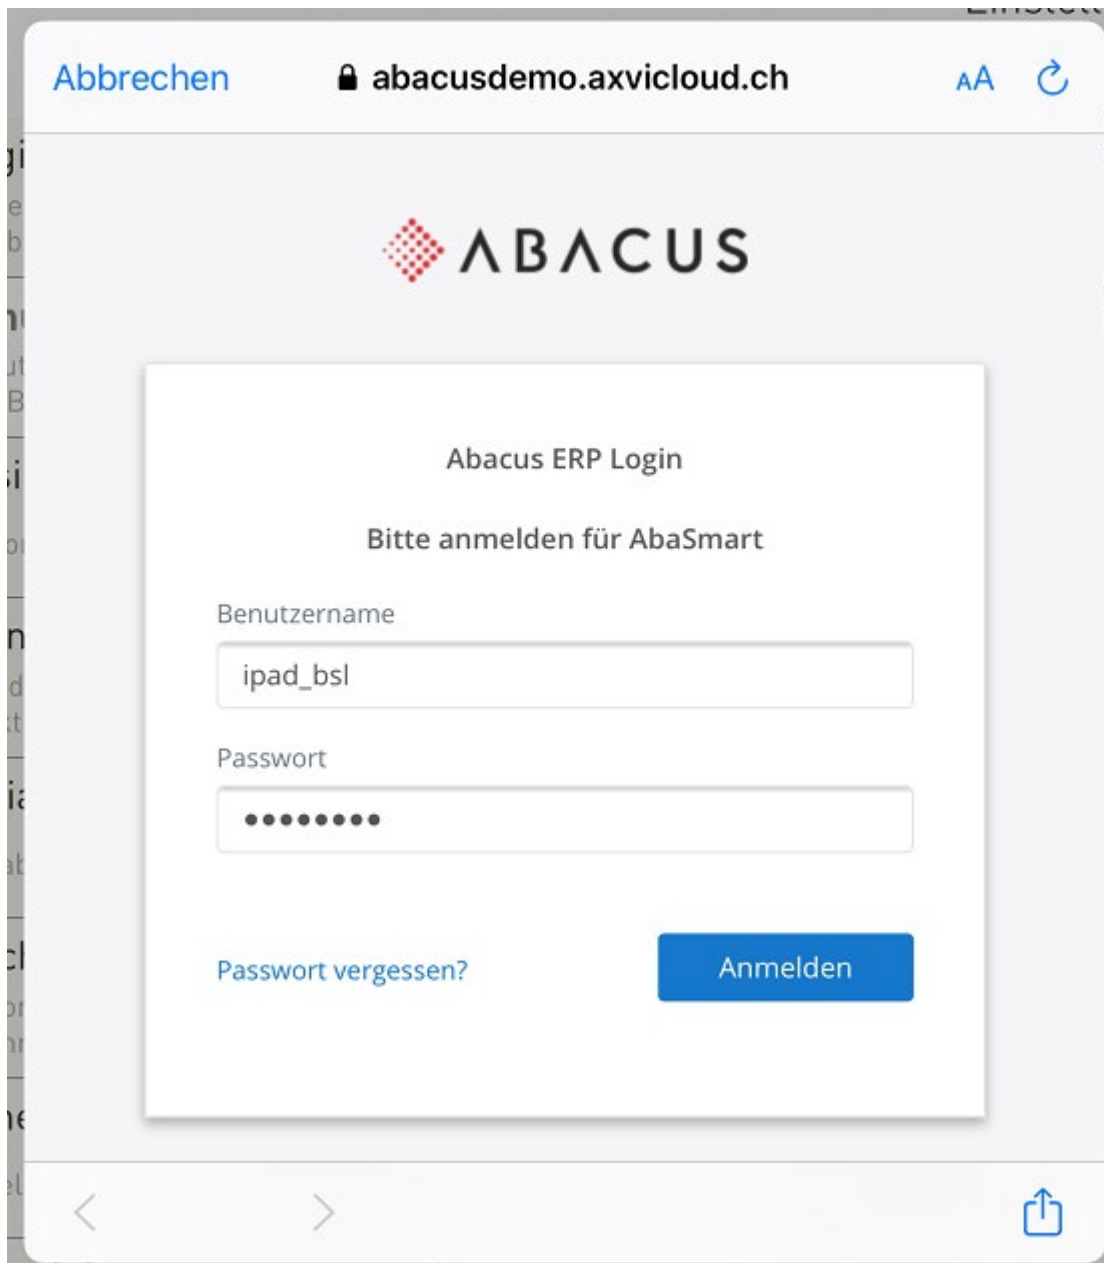 Abbrechen abacusdemo.axvicloud.ch AA
ABACUS
Abacus ERP Login
Bitte anmelden für AbaSmart
Benutzername
ipad_bsl
Passwort
••••••••
Passwort vergessen? Anmelden